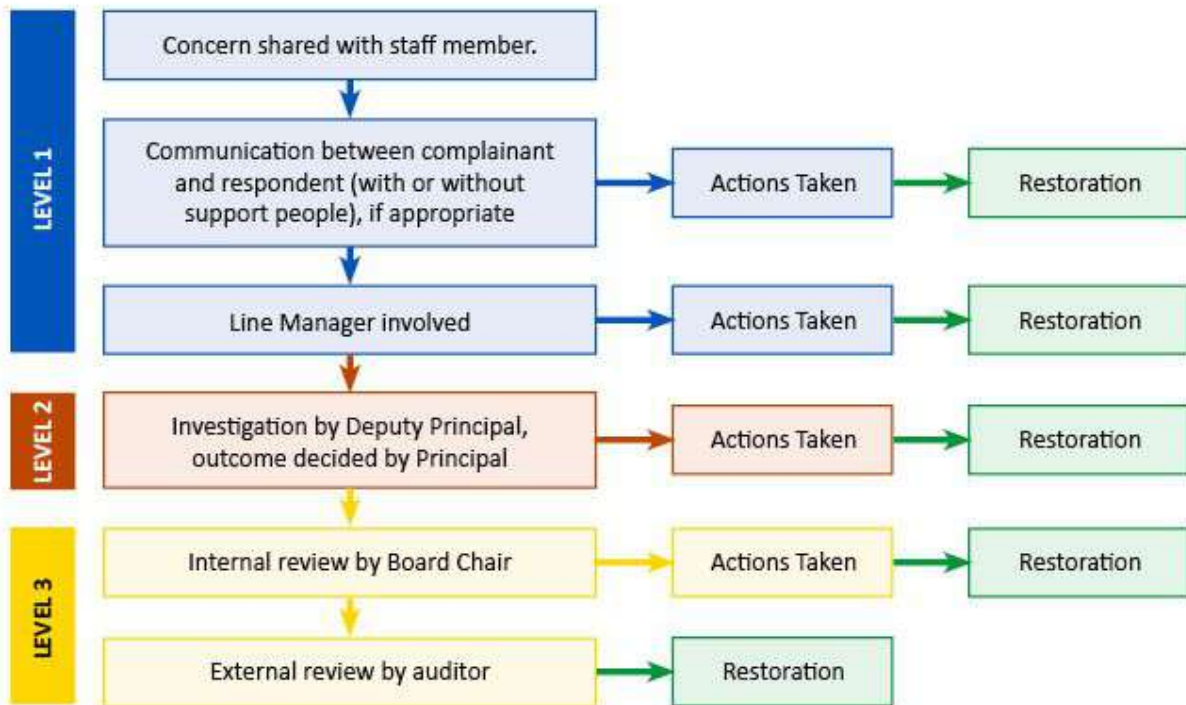 LEVEL 1
Concern shared with staff member.
Communication between complainant
and respondent (with or without
support people), if appropriate
Actions Taken
Restoration
Line Manager involved
Actions Taken
Restoration
LEVEL 2
Investigation by Deputy Principal,
outcome decided by Principal
Actions Taken
Restoration
LEVEL 3
Internal review by Board Chair
Actions Taken
Restoration
External review by auditor
Restoration